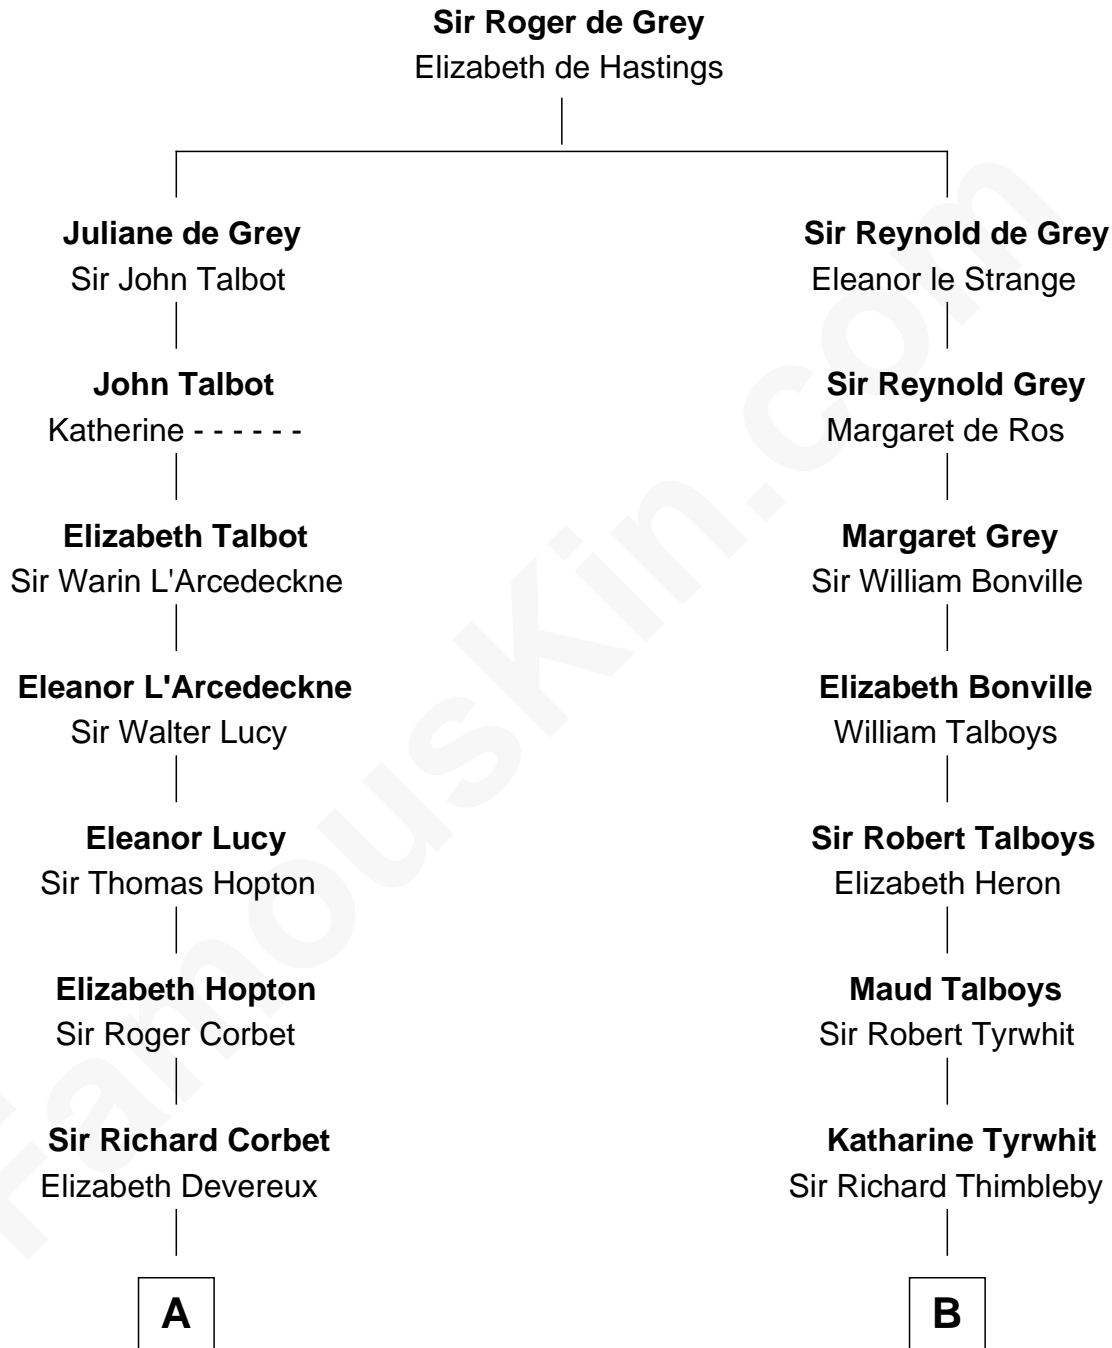 Sir Roger de Grey
Elizabeth de Hastings
Juliane de Grey
Sir John Talbot
Sir Reynold de Grey
Eleanor le Strange
John Talbot
Katherine - - - - - -
Sir Reynold Grey
Margaret de Ros
Elizabeth Talbot
Sir Warin L'Arcedeckne
Margaret Grey
Sir William Bonville
Eleanor L'Arcedeckne
Sir Walter Lucy
Elizabeth Bonville
William Talboys
Eleanor Lucy
Sir Thomas Hopton
Sir Robert Talboys
Elizabeth Heron
Elizabeth Hopton
Sir Roger Corbet
Maud Talboys
Sir Robert Tyrwhit
Sir Richard Corbet
Elizabeth Devereux
Katharine Tyrwhit
Sir Richard Thimbleby
A
B
FamousKin.com